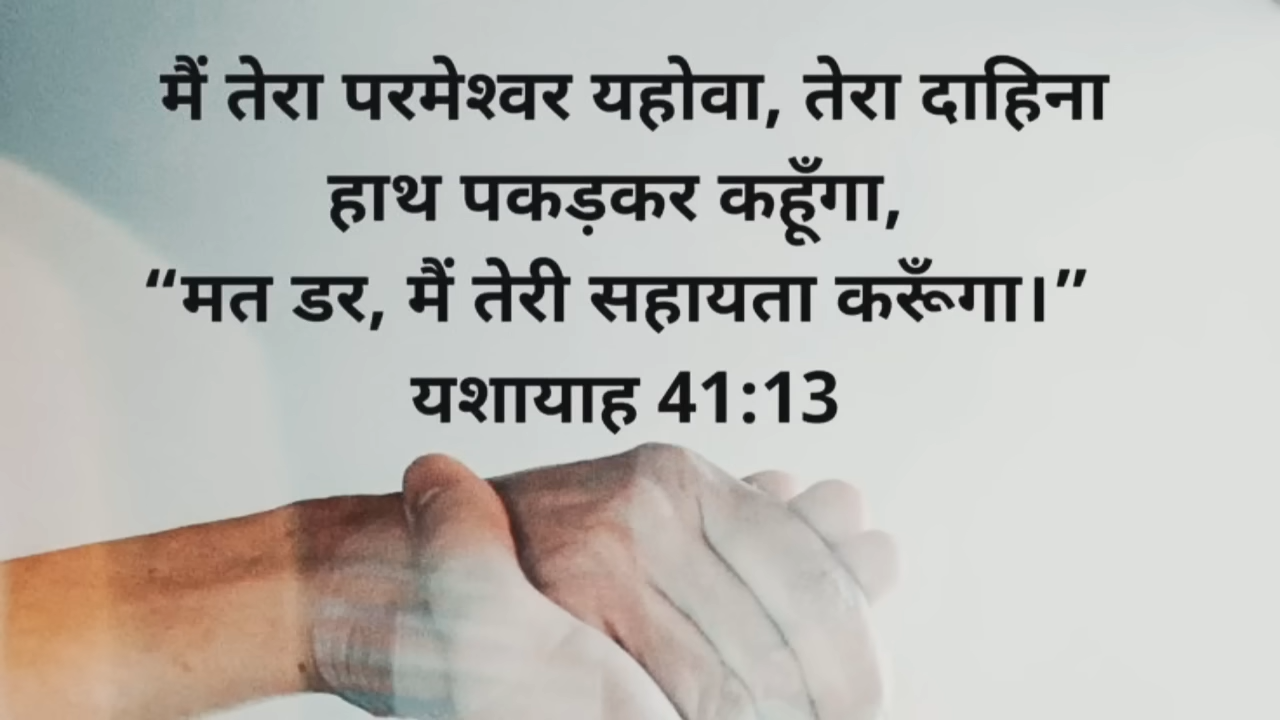 मैं तेरा परमेश्वर यहोवा, तेरा दाहिना
हाथ पकड़कर कहूँगा,
“मत डर, मैं तेरी सहायता करूँगा।”
यशायाह 41:13